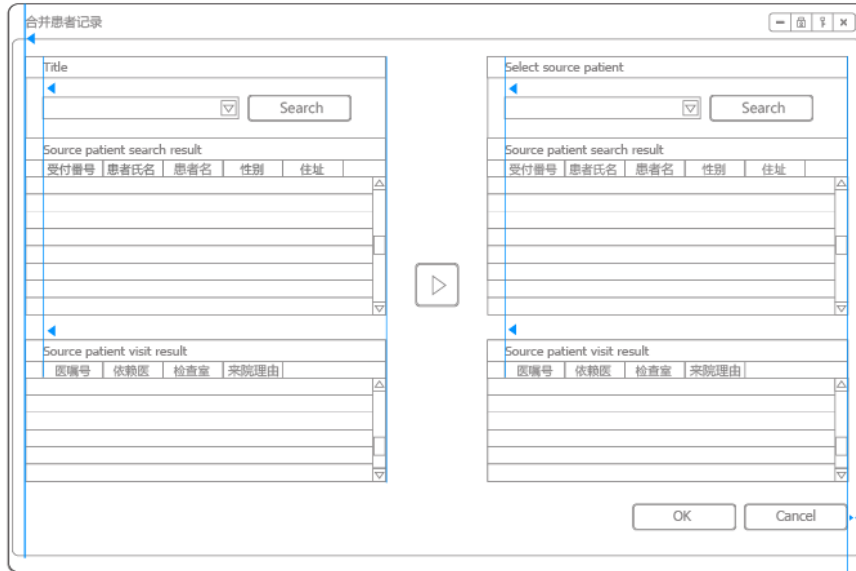 合并患者记录
Title
Search
Source patient search result
受付番号 患者氏名 患者名 性别 住址
Source patient visit result
医嘱号 依赖医 检查室 来院理由
Select source patient
Search
Source patient search result
受付番号 患者氏名 患者名 性别 住址
Source patient visit result
医嘱号 依赖医 检查室 来院理由
OK Cancel